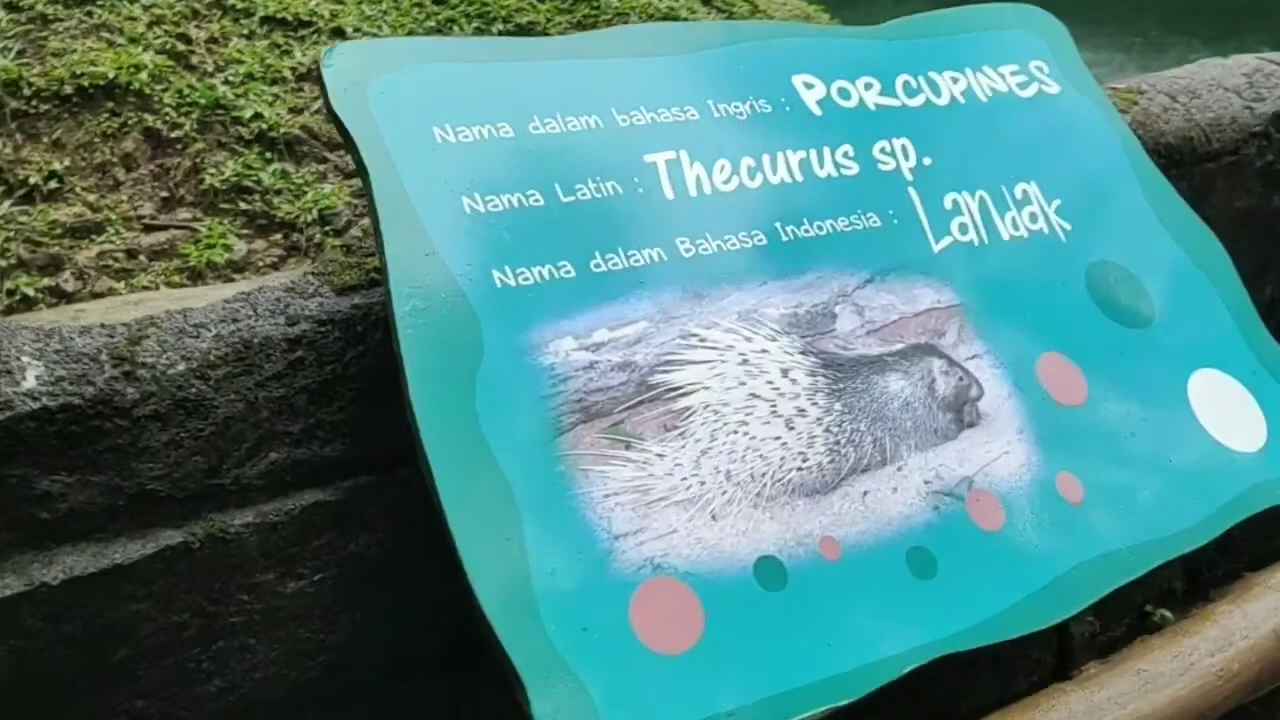 Nama dalam bahasa Ingris : PORCUPINES
Nama Latin : Thecurus sp.
Nama dalam Bahasa Indonesia : Landak